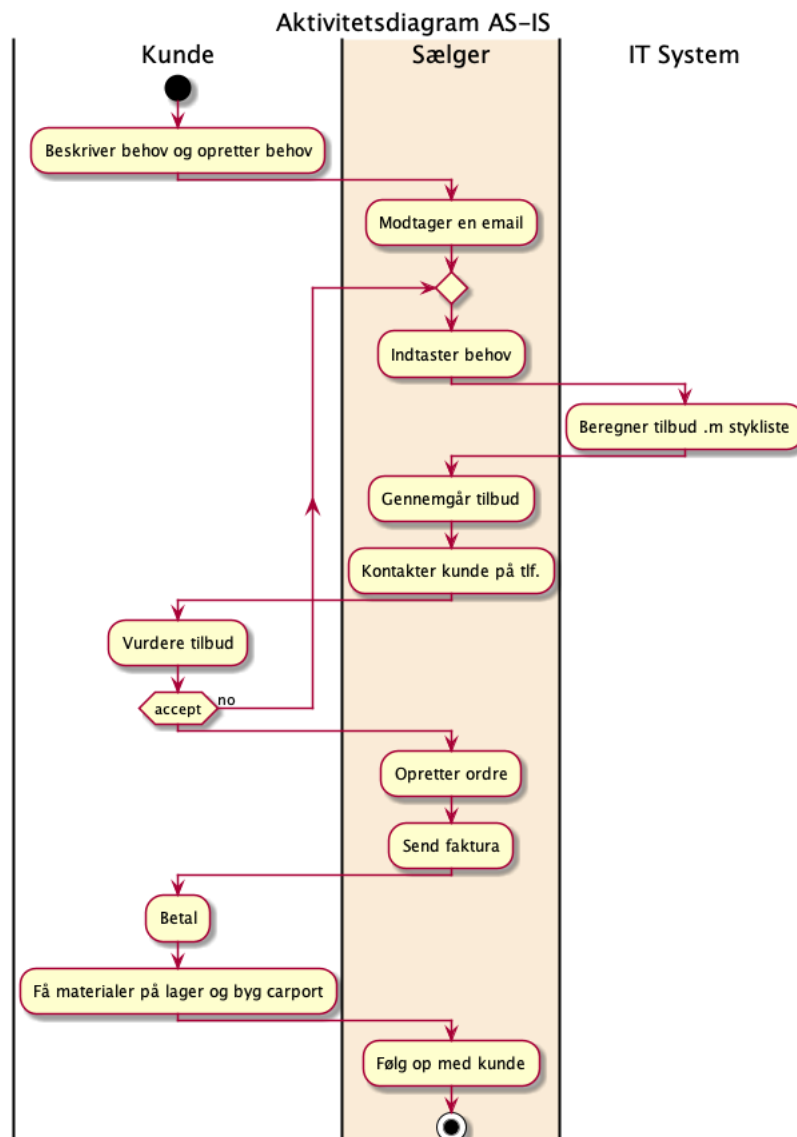 Aktivitetsdiagram AS-IS
Kunde
Sælger
IT System
Beskriver behov og opretter behov
Modtager en email
Indtaster behov
Beregner tilbud .m stykliste
Gennemgår tilbud
Kontakter kunde på tlf.
Vurdere tilbud
accept
no
Opretter ordre
Send faktura
Betal
Få materialer på lager og byg carport
Følg op med kunde